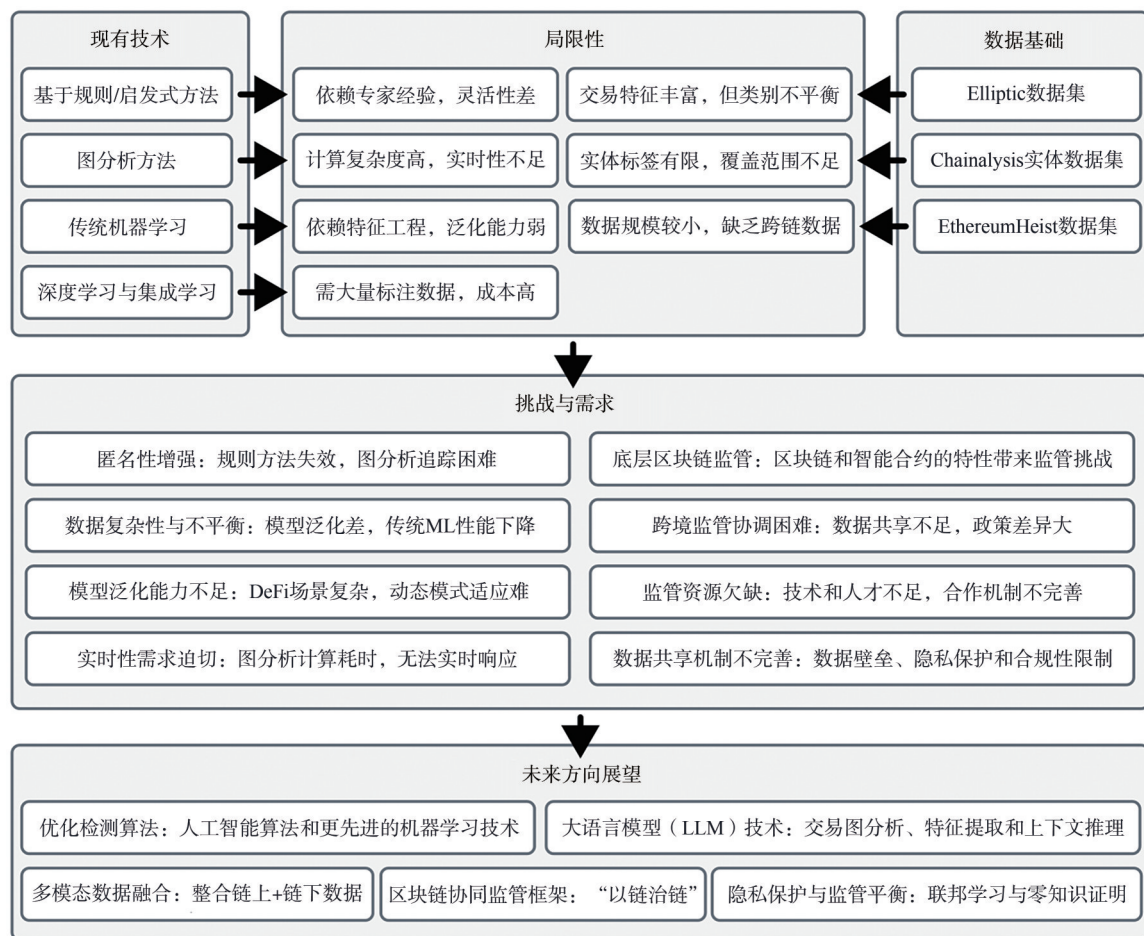 现有技术
基于规则/启发式方法
图分析方法
传统机器学习
深度学习与集成学习
局限性
依赖专家经验，灵活性差
计算复杂度高，实时性不足
依赖特征工程，泛化能力弱
需大量标注数据，成本高
交易特征丰富，但类别不平衡
实体标签有限，覆盖范围不足
数据规模较小，缺乏跨链数据
数据基础
Elliptic数据集
Chainalysis实体数据集
EthereumHeist数据集
挑战与需求
匿名性增强：规则方法失效，图分析追踪困难
数据复杂性与不平衡：模型泛化差，传统ML性能下降
模型泛化能力不足：DeFi场景复杂，动态模式适应难
实时性需求迫切：图分析计算耗时，无法实时响应
底层区块链监管：区块链和智能合约的特性带来监管挑战
跨境监管协调困难：数据共享不足，政策差异大
监管资源欠缺：技术和人才不足，合作机制不完善
数据共享机制不完善：数据壁垒、隐私保护和合规性限制
未来方向展望
优化检测算法：人工智能算法和更先进的机器学习技术
大语言模型（LLM）技术：交易图分析、特征提取和上下文推理
多模态数据融合：整合链上+链下数据
区块链协同监管框架：“以链治链”
隐私保护与监管平衡：联邦学习与零知识证明